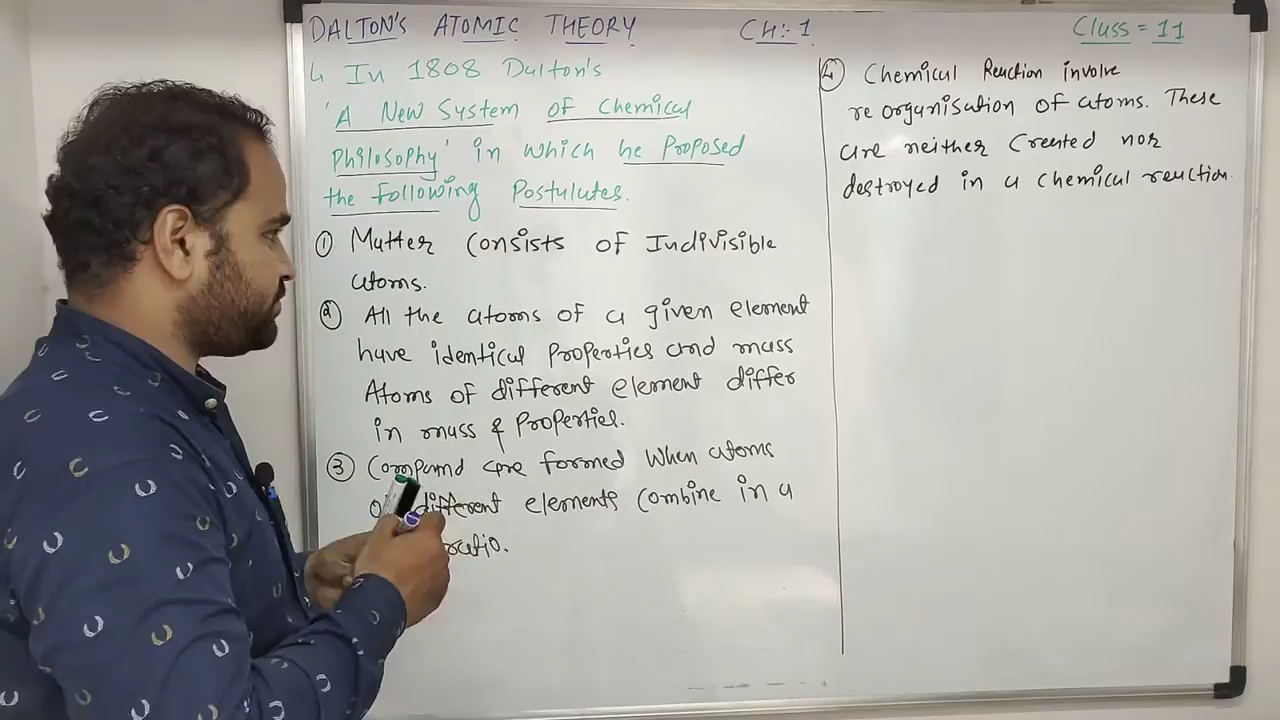 DALTON'S ATOMIC THEORY CH:-1 Class = 11
↳ In 1808 Dalton's
'A New System of Chemical
Philosophy' in which he Proposed
the following Postulates.
① Matter Consists of Indivisible
atoms.
② All the atoms of a given element
have identical Properties and mass
Atoms of different element differ
in mass & Properties.
③ Compund are formed when atoms
different elements Combine in a
ratio.
④ Chemical Reaction involve
re organisation of atoms. These
are neither Created nor
destroyed in a chemical reaction.